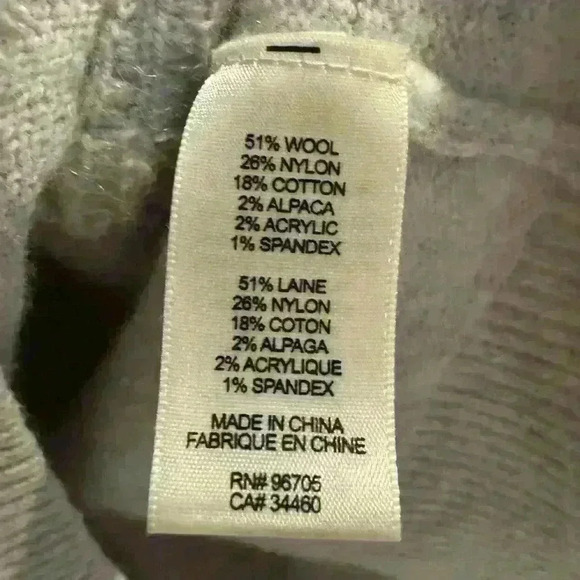 51% WOOL
26% NYLON
18% COTTON
2% ALPACA
2% ACRYLIC
1% SPANDEX
51% LAINE
26% NYLON
18% COTON
2% ALPAGA
2% ACRYLIQUE
1% SPANDEX
MADE IN CHINA
FABRIQUE EN CHINE
RN# 96705
CA# 34460